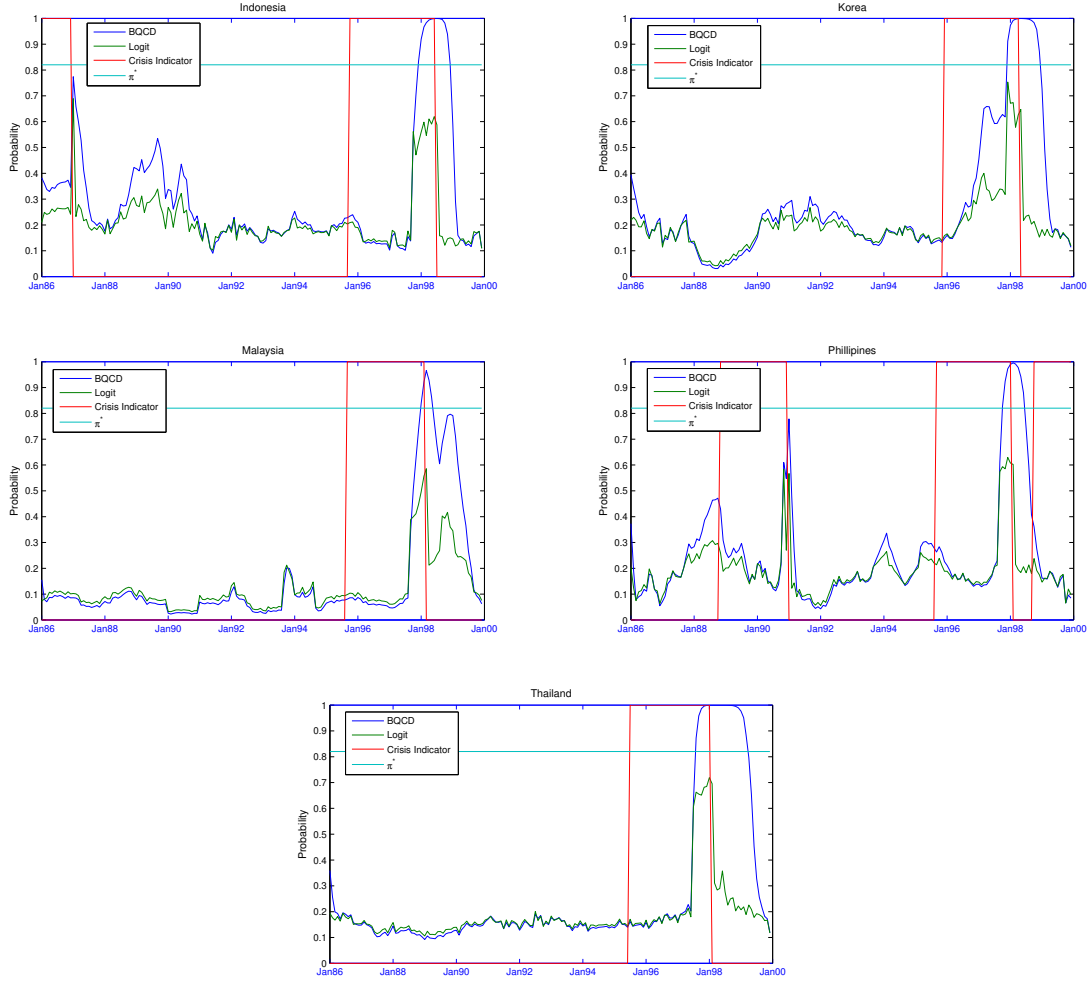 Indonesia
Probability
1
0.9
0.8
0.7
0.6
0.5
0.4
0.3
0.2
0.1
0
BQCD
Logit
Crisis Indicator
π*
Jan86 Jan88 Jan90 Jan92 Jan94 Jan96 Jan98 Jan00
Korea
Probability
1
0.9
0.8
0.7
0.6
0.5
0.4
0.3
0.2
0.1
0
BQCD
Logit
Crisis Indicator
π*
Jan86 Jan88 Jan90 Jan92 Jan94 Jan96 Jan98 Jan00
Malaysia
Probability
1
0.9
0.8
0.7
0.6
0.5
0.4
0.3
0.2
0.1
0
BQCD
Logit
Crisis Indicator
π*
Jan86 Jan88 Jan90 Jan92 Jan94 Jan96 Jan98 Jan00
Phillipines
Probability
1
0.9
0.8
0.7
0.6
0.5
0.4
0.3
0.2
0.1
0
BQCD
Logit
Crisis Indicator
π*
Jan86 Jan88 Jan90 Jan92 Jan94 Jan96 Jan98 Jan00
Thailand
Probability
1
0.9
0.8
0.7
0.6
0.5
0.4
0.3
0.2
0.1
0
BQCD
Logit
Crisis Indicator
π*
Jan86 Jan88 Jan90 Jan92 Jan94 Jan96 Jan98 Jan00